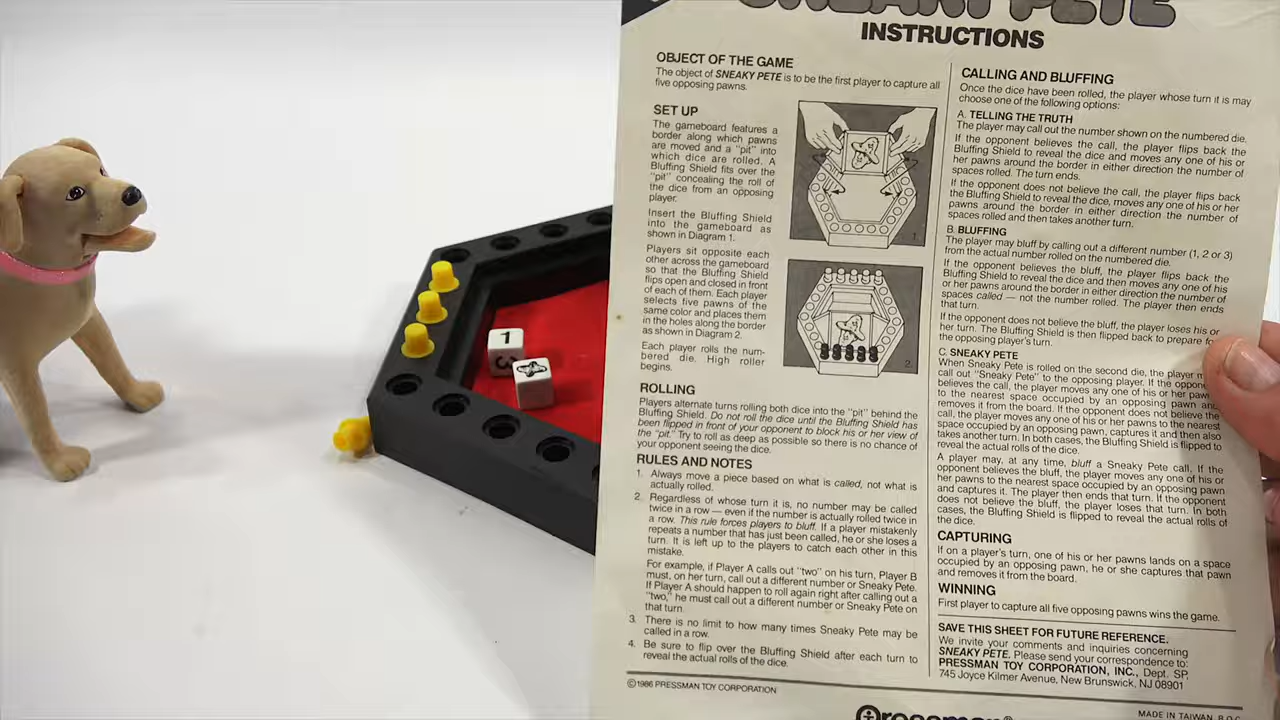 SNEAKY PETE
INSTRUCTIONS
OBJECT OF THE GAME
The object of SNEAKY PETE is to be the first player to capture all
five opposing pawns.
SET UP
The gameboard features a
border along which pawns
are moved and a "pit" into
which dice are rolled. A
Bluffing Shield fits over the
"pit" concealing the roll of
the dice from an opposing
player.
Insert the Bluffing Shield
into the gameboard as
shown in Diagram 1.
Players sit opposite each
other across the gameboard
so that the Bluffing Shield
flips open and closed in front
of each of them. Each player
selects five pawns of the
same color and places them
in the holes along the border
as shown in Diagram 2.
Each player rolls the num-
bered die. High roller
begins.
1.
2.
ROLLING
Players alternate turns rolling both dice into the "pit" behind the
Bluffing Shield. Do not roll the dice until the Bluffing Shield has
been flipped in front of your opponent to block his or her view of
the "pit." Try to roll as deep as possible so there is no chance of
your opponent seeing the dice.
RULES AND NOTES
1. Always move a piece based on what is called, not what is
actually rolled.
2. Regardless of whose turn it is, no number may be called
twice in a row — even if the number is actually rolled twice in
a row. This rule forces players to bluff. If a player mistakenly
repeats a number that has just been called, he or she loses a
turn. It is left up to the players to catch each other in this
mistake.
For example, if Player A calls out "two" on his turn, Player B
must, on her turn, call out a different number or Sneaky Pete.
If Player A should happen to roll again right after calling out a
"two," he must call out a different number or Sneaky Pete on
that turn.
3. There is no limit to how many times Sneaky Pete may be
called in a row.
4. Be sure to flip over the Bluffing Shield after each turn to
reveal the actual rolls of the dice.
©1986 PRESSMAN TOY CORPORATION
CALLING AND BLUFFING
Once the dice have been rolled, the player whose turn it is may
choose one of the following options:
A. TELLING THE TRUTH
The player may call out the number shown on the numbered die.
If the opponent believes the call, the player flips back the
Bluffing Shield to reveal the dice and moves any one of his or
her pawns around the border in either direction the number of
spaces rolled. The turn ends.
If the opponent does not believe the call, the player flips back
the Bluffing Shield to reveal the dice, moves any one of his or her
pawns around the border in either direction the number of
spaces rolled and then takes another turn.
B. BLUFFING
The player may bluff by calling out a different number (1, 2 or 3)
from the actual number rolled on the numbered die.
If the opponent believes the bluff, the player flips back the
Bluffing Shield to reveal the dice and then moves any one of his
or her pawns around the border in either direction the number of
spaces called — not the number rolled. The player then ends
that turn.
If the opponent does not believe the bluff, the player loses his or
her turn. The Bluffing Shield is then flipped back to prepare for
the opposing player's turn.
C. SNEAKY PETE
When Sneaky Pete is rolled on the second die, the player
call out "Sneaky Pete" to the opposing player. If the
believes the call, the player moves any one of his or her
to the nearest space occupied by an opposing pawn and
removes it from the board. If the opponent does not believe the
call, the player moves any one of his or her pawns to the nearest
space occupied by an opposing pawn, captures it and then also
takes another turn. In both cases, the Bluffing Shield is flipped to
reveal the actual rolls of the dice.
A player may, at any time, bluff a Sneaky Pete call. If the
opponent believes the bluff, the player moves any one of his or
her pawns to the nearest space occupied by an opposing pawn
and captures it. The player then ends that turn. If the opponent
does not believe the bluff, the player loses that turn. In both
cases, the Bluffing Shield is flipped to reveal the actual rolls of
the dice.
CAPTURING
If on a player's turn, one of his or her pawns lands on a space
occupied by an opposing pawn, he or she captures that pawn
and removes it from the board.
WINNING
First player to capture all five opposing pawns wins the game.
SAVE THIS SHEET FOR FUTURE REFERENCE.
We invite your comments and inquiries concerning
SNEAKY PETE. Please send your correspondence to:
PRESSMAN TOY CORPORATION, INC., Dept. SP,
745 Joyce Kilmer Avenue, New Brunswick, NJ 08901
Pressman
MADE IN TAIWAN, R.O.C.
1
3